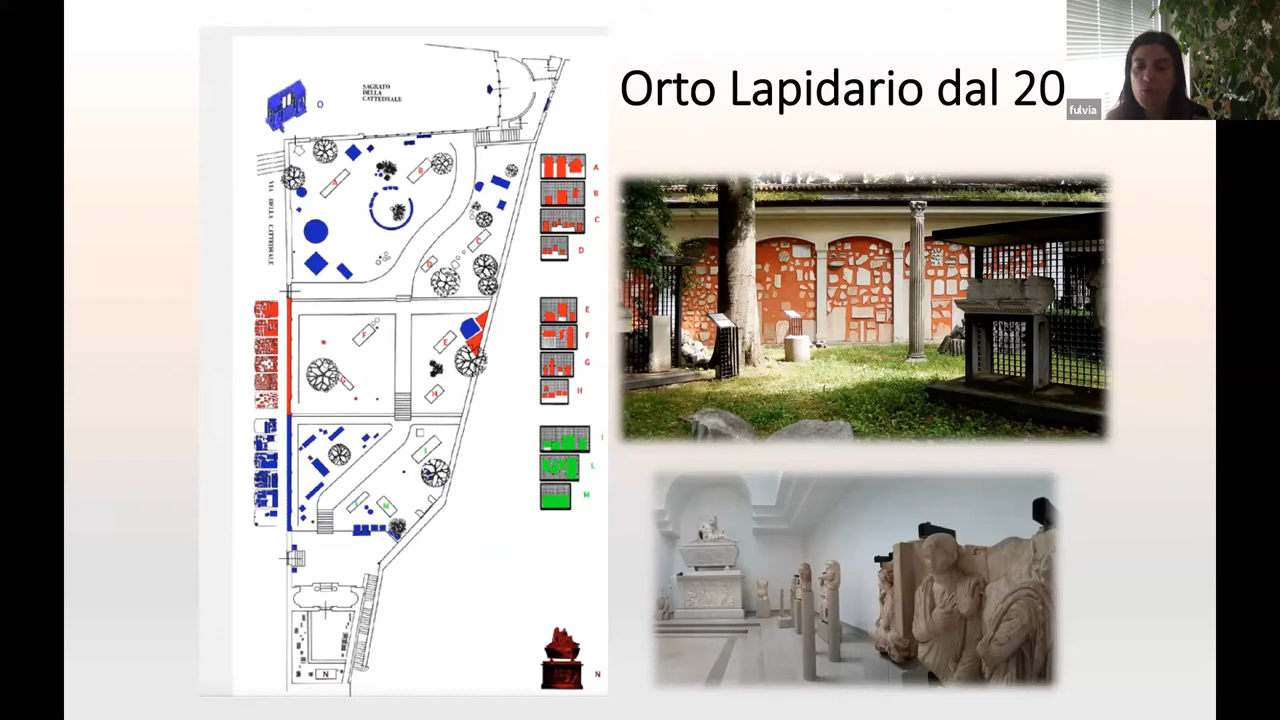 Orto Lapidario dal 20
fulvia
SAGRATO
DELLA
CATTEDRALE
O
VIA DELLA CATTEDRALE
A
B
C
D
E
F
G
H
I
L
M
N
A
B
C
E
F
H
I
M
N